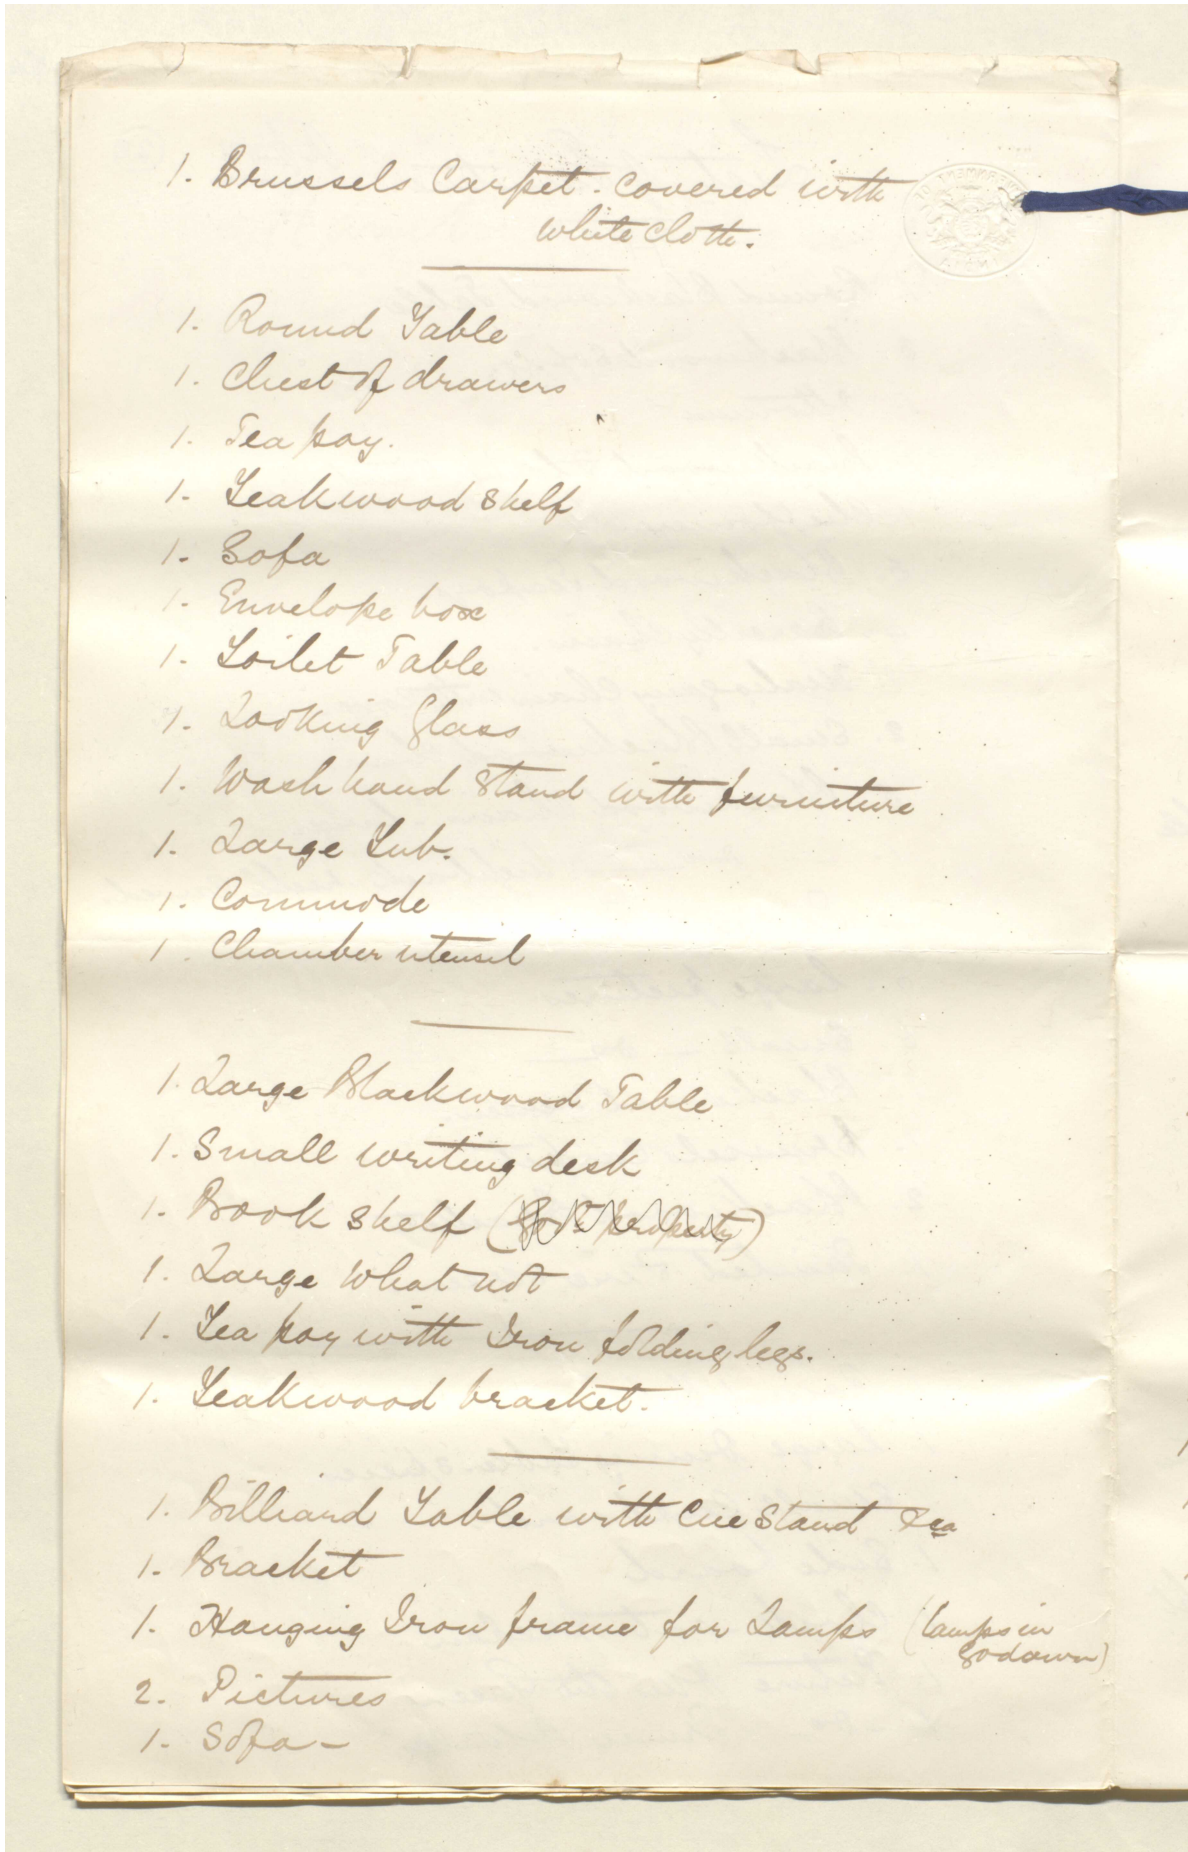 1. Brussels Carpet - covered with
white cloth.
1. Round Table
1. Chest of drawers
1. Tea poy.
1. Teakwood shelf
1. Sofa
1. Envelope box
1. Toilet Table
1. Looking Glass
1. Wash hand Stand with furniture
1. Large Tub.
1. Commode
1. Chamber utensil
1. Large Blackwood Table
1. Small writing desk
1. Book shelf (Govt property)
1. Large what not
1. Tea poy with Iron folding legs.
1. Teakwood bracket.
1. Billiard Table with Cue Stand &ca
1. Bracket
1. Hanging Iron frame for Lamps (lamps in
godown)
2. Pictures
1. Sofa -